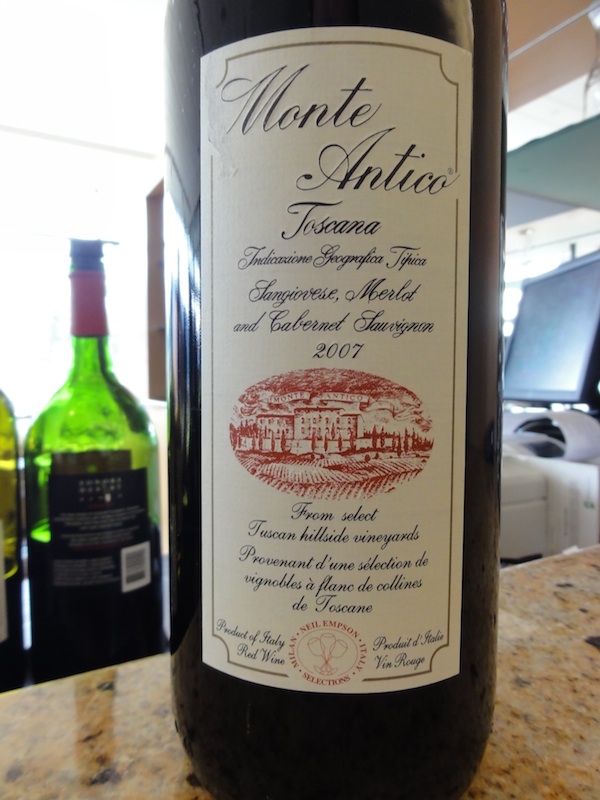 Monte
Antico®
Toscana
Indicazione Geografica Tipica
Sangiovese, Merlot
and Cabernet Sauvignon
2007
MONTE ANTICO
From select
Tuscan hillside vineyards
Provenant d'une sélection de
vignobles à flanc de collines
de Toscane
Product of Italy
Red Wine
MILAN • NEIL EMPSON • ITALY
• SELECTIONS •
Produit d'Italie
Vin Rouge